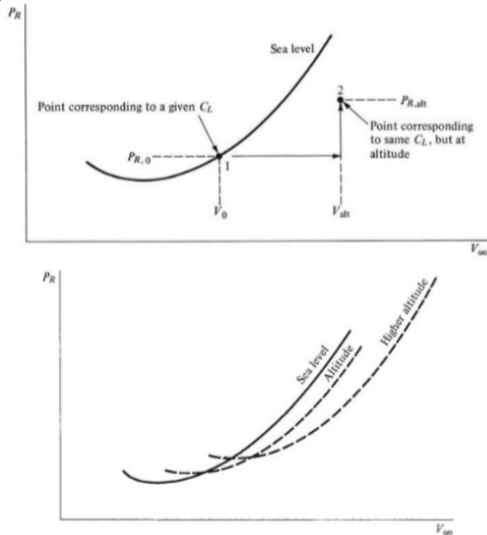 P_R
Sea level
2
P_R,alt
Point corresponding to a given C_L
Point corresponding
to same C_L, but at
altitude
P_R,0
1
V_0
V_alt
V_∞
P_R
Sea level
Altitude
Higher altitude
V_∞